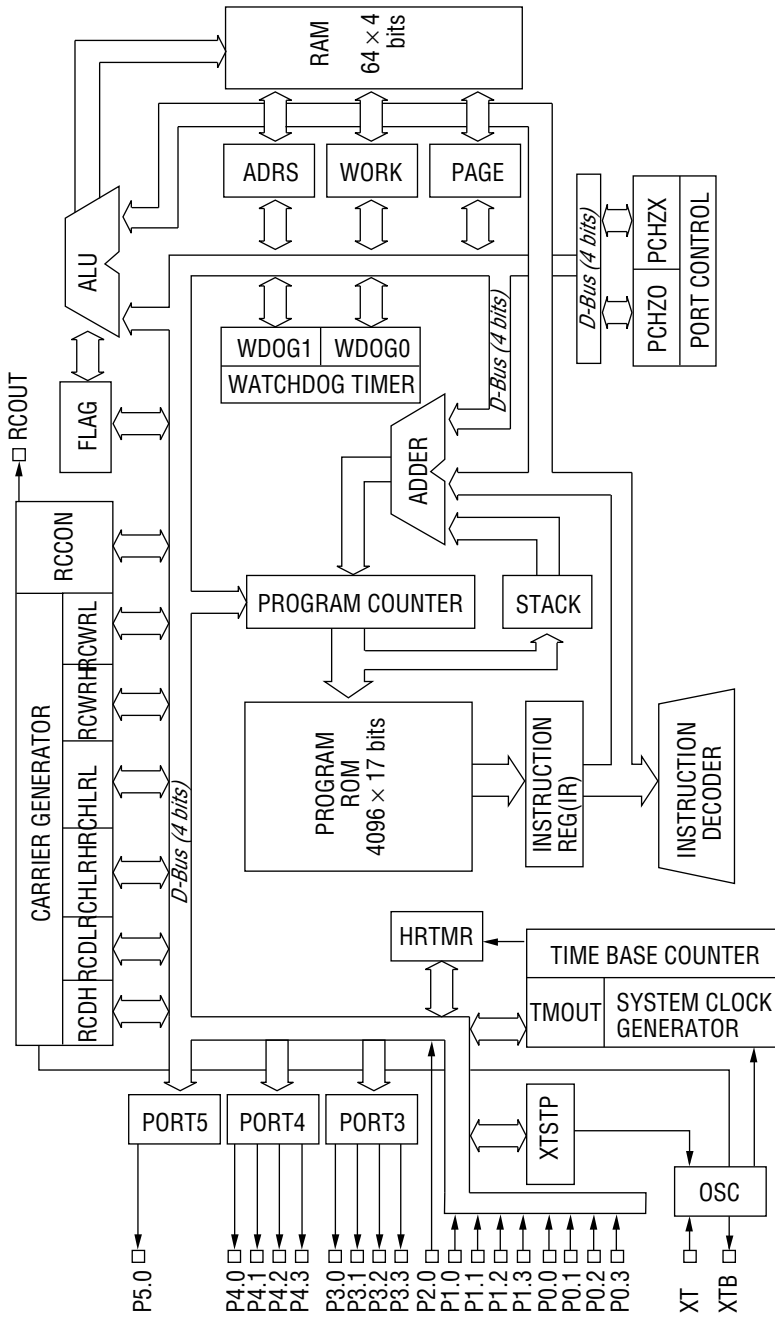 RAM
64 × 4
bits
ALU
ADRS
WORK
PAGE
FLAG
RCOUT
WDOG1
WDOG0
WATCHDOG TIMER
D-Bus (4 bits)
D-Bus (4 bits)
PCHZO
PCHZX
PORT CONTROL
CARRIER GENERATOR
RCCON
RCDH
RCDLR
RCHLRH
RCHLRL
RCWRH
RCWRL
D-Bus (4 bits)
ADDER
PROGRAM COUNTER
STACK
PROGRAM
ROM
4096 × 17 bits
INSTRUCTION
REG(IR)
INSTRUCTION
DECODER
HRTMR
TIME BASE COUNTER
TMOUT
SYSTEM CLOCK
GENERATOR
PORT5
PORT4
PORT3
XTSTP
OSC
P5.0
P4.0
P4.1
P4.2
P4.3
P3.0
P3.1
P3.2
P3.3
P2.0
P1.0
P1.1
P1.2
P1.3
P0.0
P0.1
P0.2
P0.3
XT
XTB